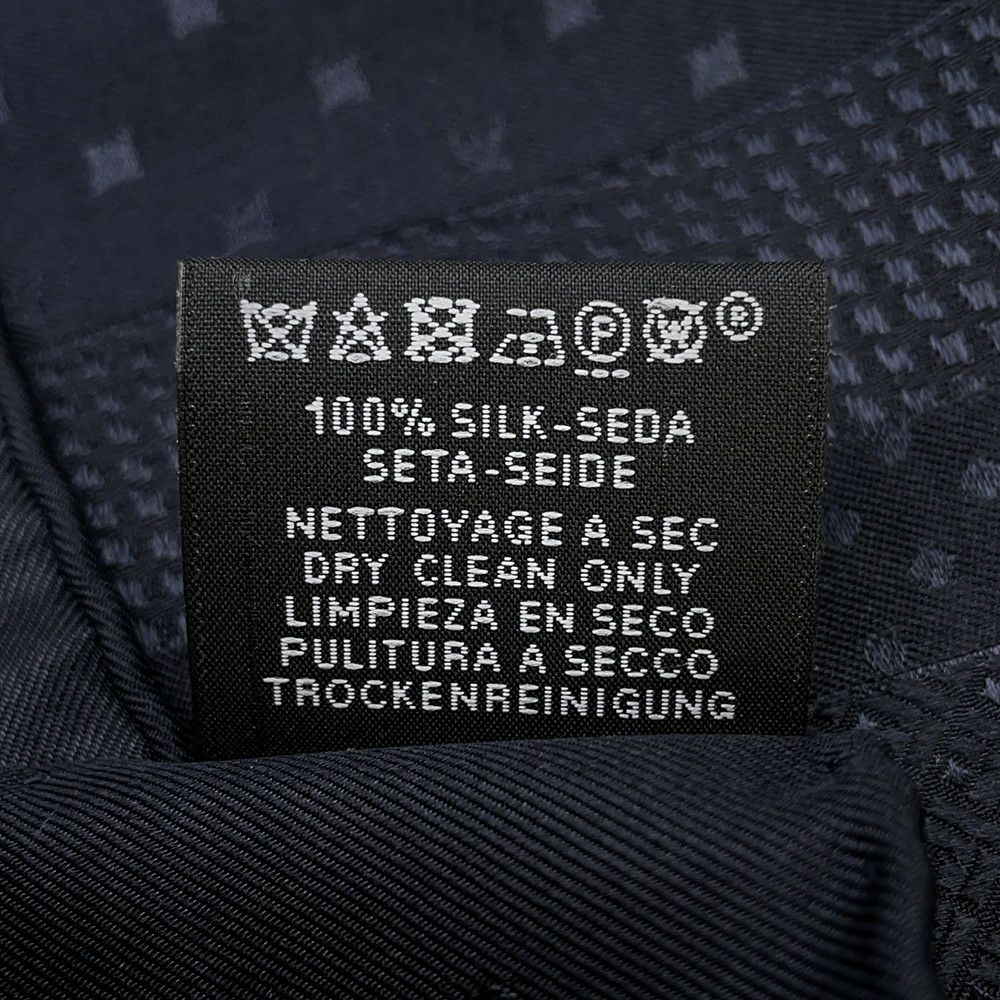 P W ®
100% SILK-SEDA
SETA-SEIDE
NETTOYAGE A SEC
DRY CLEAN ONLY
LIMPIEZA EN SECO
PULITURA A SECCO
TROCKENREINIGUNG